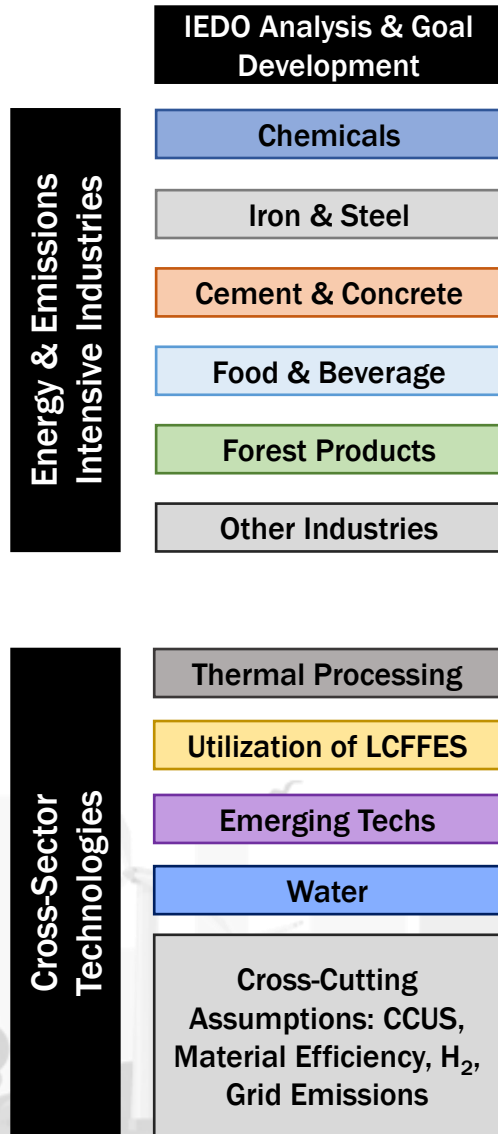 IEDO Analysis & Goal
Development
Energy & Emissions
Intensive Industries
Chemicals
Iron & Steel
Cement & Concrete
Food & Beverage
Forest Products
Other Industries
Cross-Sector
Technologies
Thermal Processing
Utilization of LCFFES
Emerging Techs
Water
Cross-Cutting
Assumptions: CCUS,
Material Efficiency, H₂,
Grid Emissions